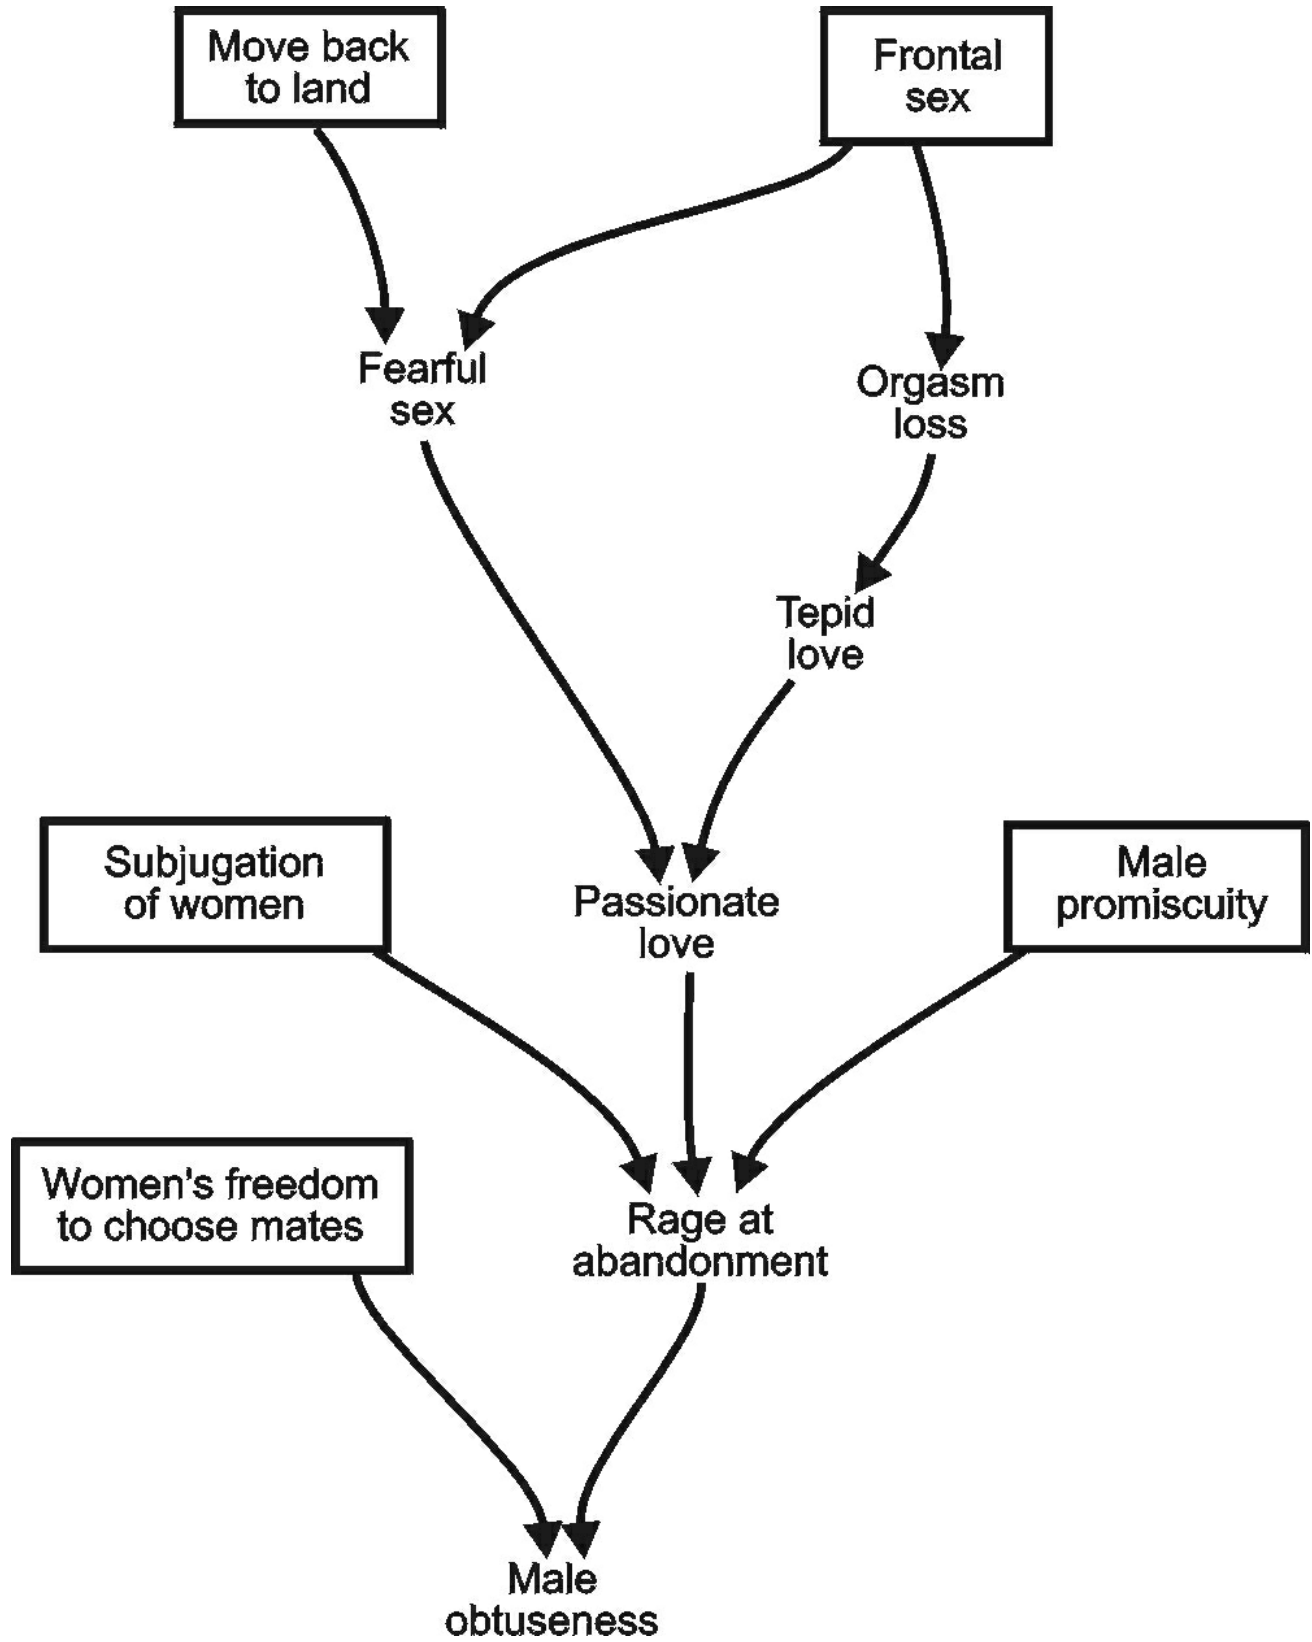 Move back
to land
Frontal
sex
Fearful
sex
Orgasm
loss
Tepid
love
Subjugation
of women
Passionate
love
Male
promiscuity
Women's freedom
to choose mates
Rage at
abandonment
Male
obtuseness